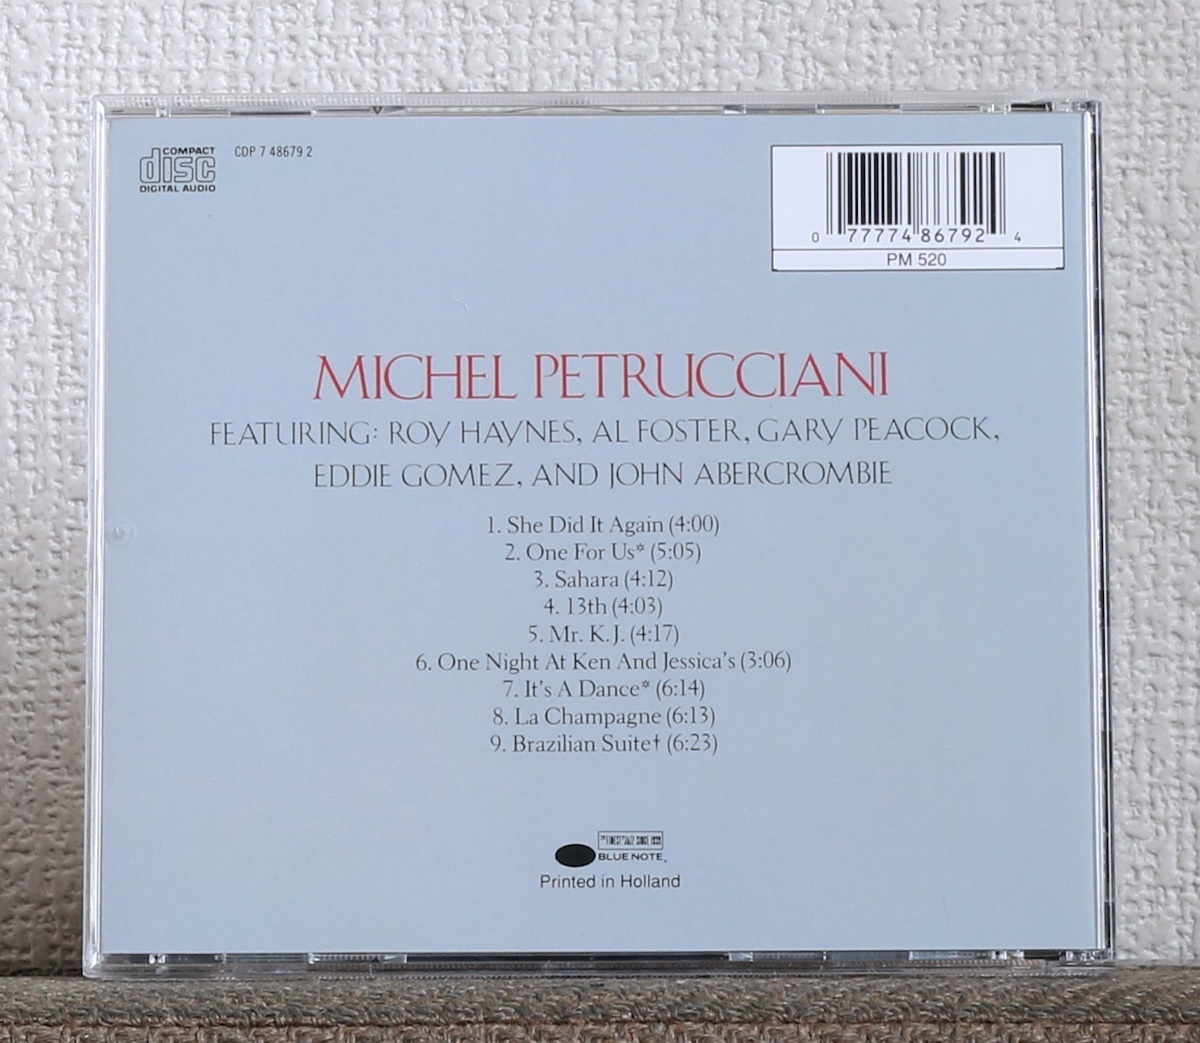 COMPACT
disc
DIGITAL AUDIO
CDP 7 48679 2
0 77774 86792 4
PM 520
MICHEL PETRUCCIANI
FEATURING: ROY HAYNES, AL FOSTER, GARY PEACOCK,
EDDIE GOMEZ, AND JOHN ABERCROMBIE
1. She Did It Again (4:00)
2. One For Us* (5:05)
3. Sahara (4:12)
4. 13th (4:03)
5. Mr. K.J. (4:17)
6. One Night At Ken And Jessica's (3:06)
7. It's A Dance* (6:14)
8. La Champagne (6:13)
9. Brazilian Suite† (6:23)
BLUE NOTE
Printed in Holland